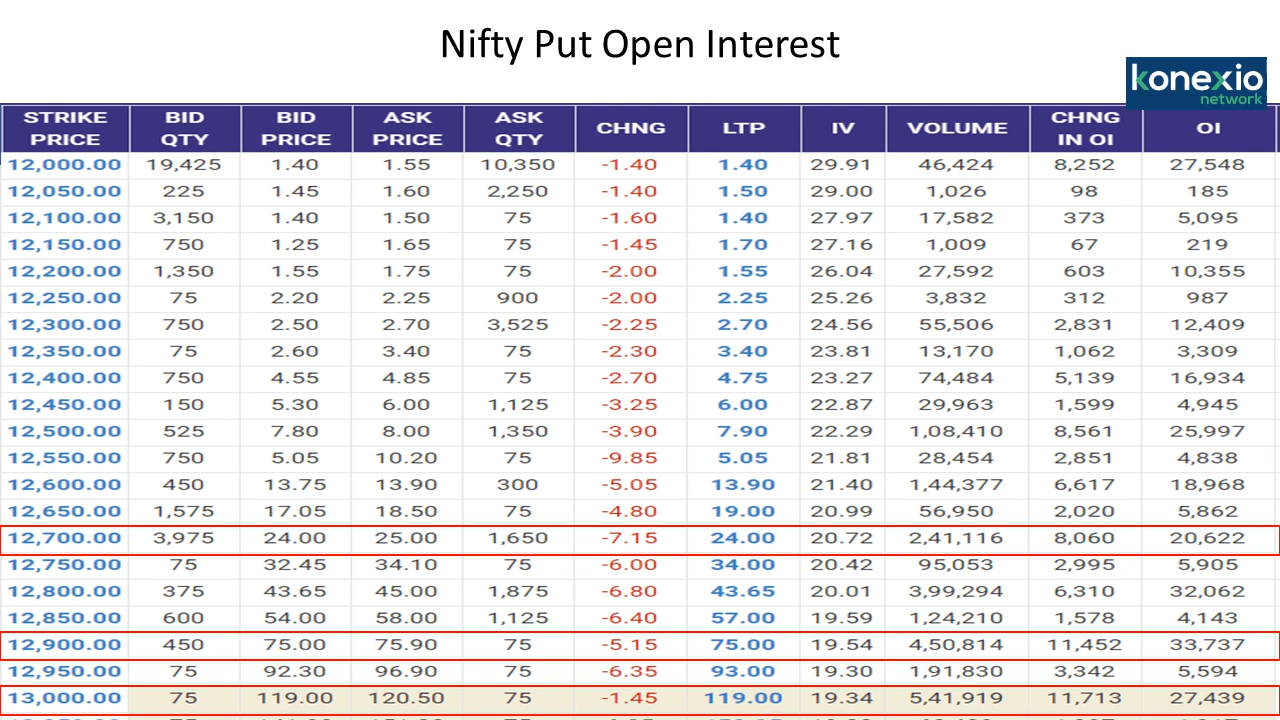 Nifty Put Open Interest
konexio
network
STRIKE PRICE BID QTY BID PRICE ASK PRICE ASK QTY CHNG LTP IV VOLUME CHNG IN OI OI
12,000.00 19,425 1.40 1.55 10,350 -1.40 1.40 29.91 46,424 8,252 27,548
12,050.00 225 1.45 1.60 2,250 -1.40 1.50 29.00 1,026 98 185
12,100.00 3,150 1.40 1.50 75 -1.60 1.40 27.97 17,582 373 5,095
12,150.00 750 1.25 1.65 75 -1.45 1.70 27.16 1,009 67 219
12,200.00 1,350 1.55 1.75 75 -2.00 1.55 26.04 27,592 603 10,355
12,250.00 75 2.20 2.25 900 -2.00 2.25 25.26 3,832 312 987
12,300.00 750 2.50 2.70 3,525 -2.25 2.70 24.56 55,506 2,831 12,409
12,350.00 75 2.60 3.40 75 -2.30 3.40 23.81 13,170 1,062 3,309
12,400.00 750 4.55 4.85 75 -2.70 4.75 23.27 74,484 5,139 16,934
12,450.00 150 5.30 6.00 1,125 -3.25 6.00 22.87 29,963 1,599 4,945
12,500.00 525 7.80 8.00 1,350 -3.90 7.90 22.29 1,08,410 8,561 25,997
12,550.00 750 5.05 10.20 75 -9.85 5.05 21.81 28,454 2,851 4,838
12,600.00 450 13.75 13.90 300 -5.05 13.90 21.40 1,44,377 6,617 18,968
12,650.00 1,575 17.05 18.50 75 -4.80 19.00 20.99 56,950 2,020 5,862
12,700.00 3,975 24.00 25.00 1,650 -7.15 24.00 20.72 2,41,116 8,060 20,622
12,750.00 75 32.45 34.10 75 -6.00 34.00 20.42 95,053 2,995 5,905
12,800.00 375 43.65 45.00 1,875 -6.80 43.65 20.01 3,99,294 6,310 32,062
12,850.00 600 54.00 58.00 1,125 -6.40 57.00 19.59 1,24,210 1,578 4,143
12,900.00 450 75.00 75.90 75 -5.15 75.00 19.54 4,50,814 11,452 33,737
12,950.00 75 92.30 96.90 75 -6.35 93.00 19.30 1,91,830 3,342 5,594
13,000.00 75 119.00 120.50 75 -1.45 119.00 19.34 5,41,919 11,713 27,439